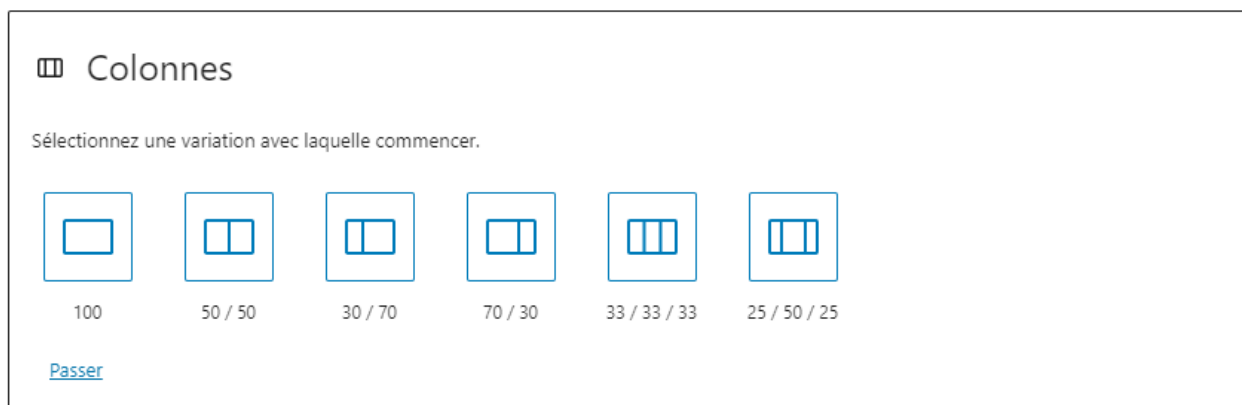 Colonnes
Sélectionnez une variation avec laquelle commencer.
100 50 / 50 30 / 70 70 / 30 33 / 33 / 33 25 / 50 / 25
Passer